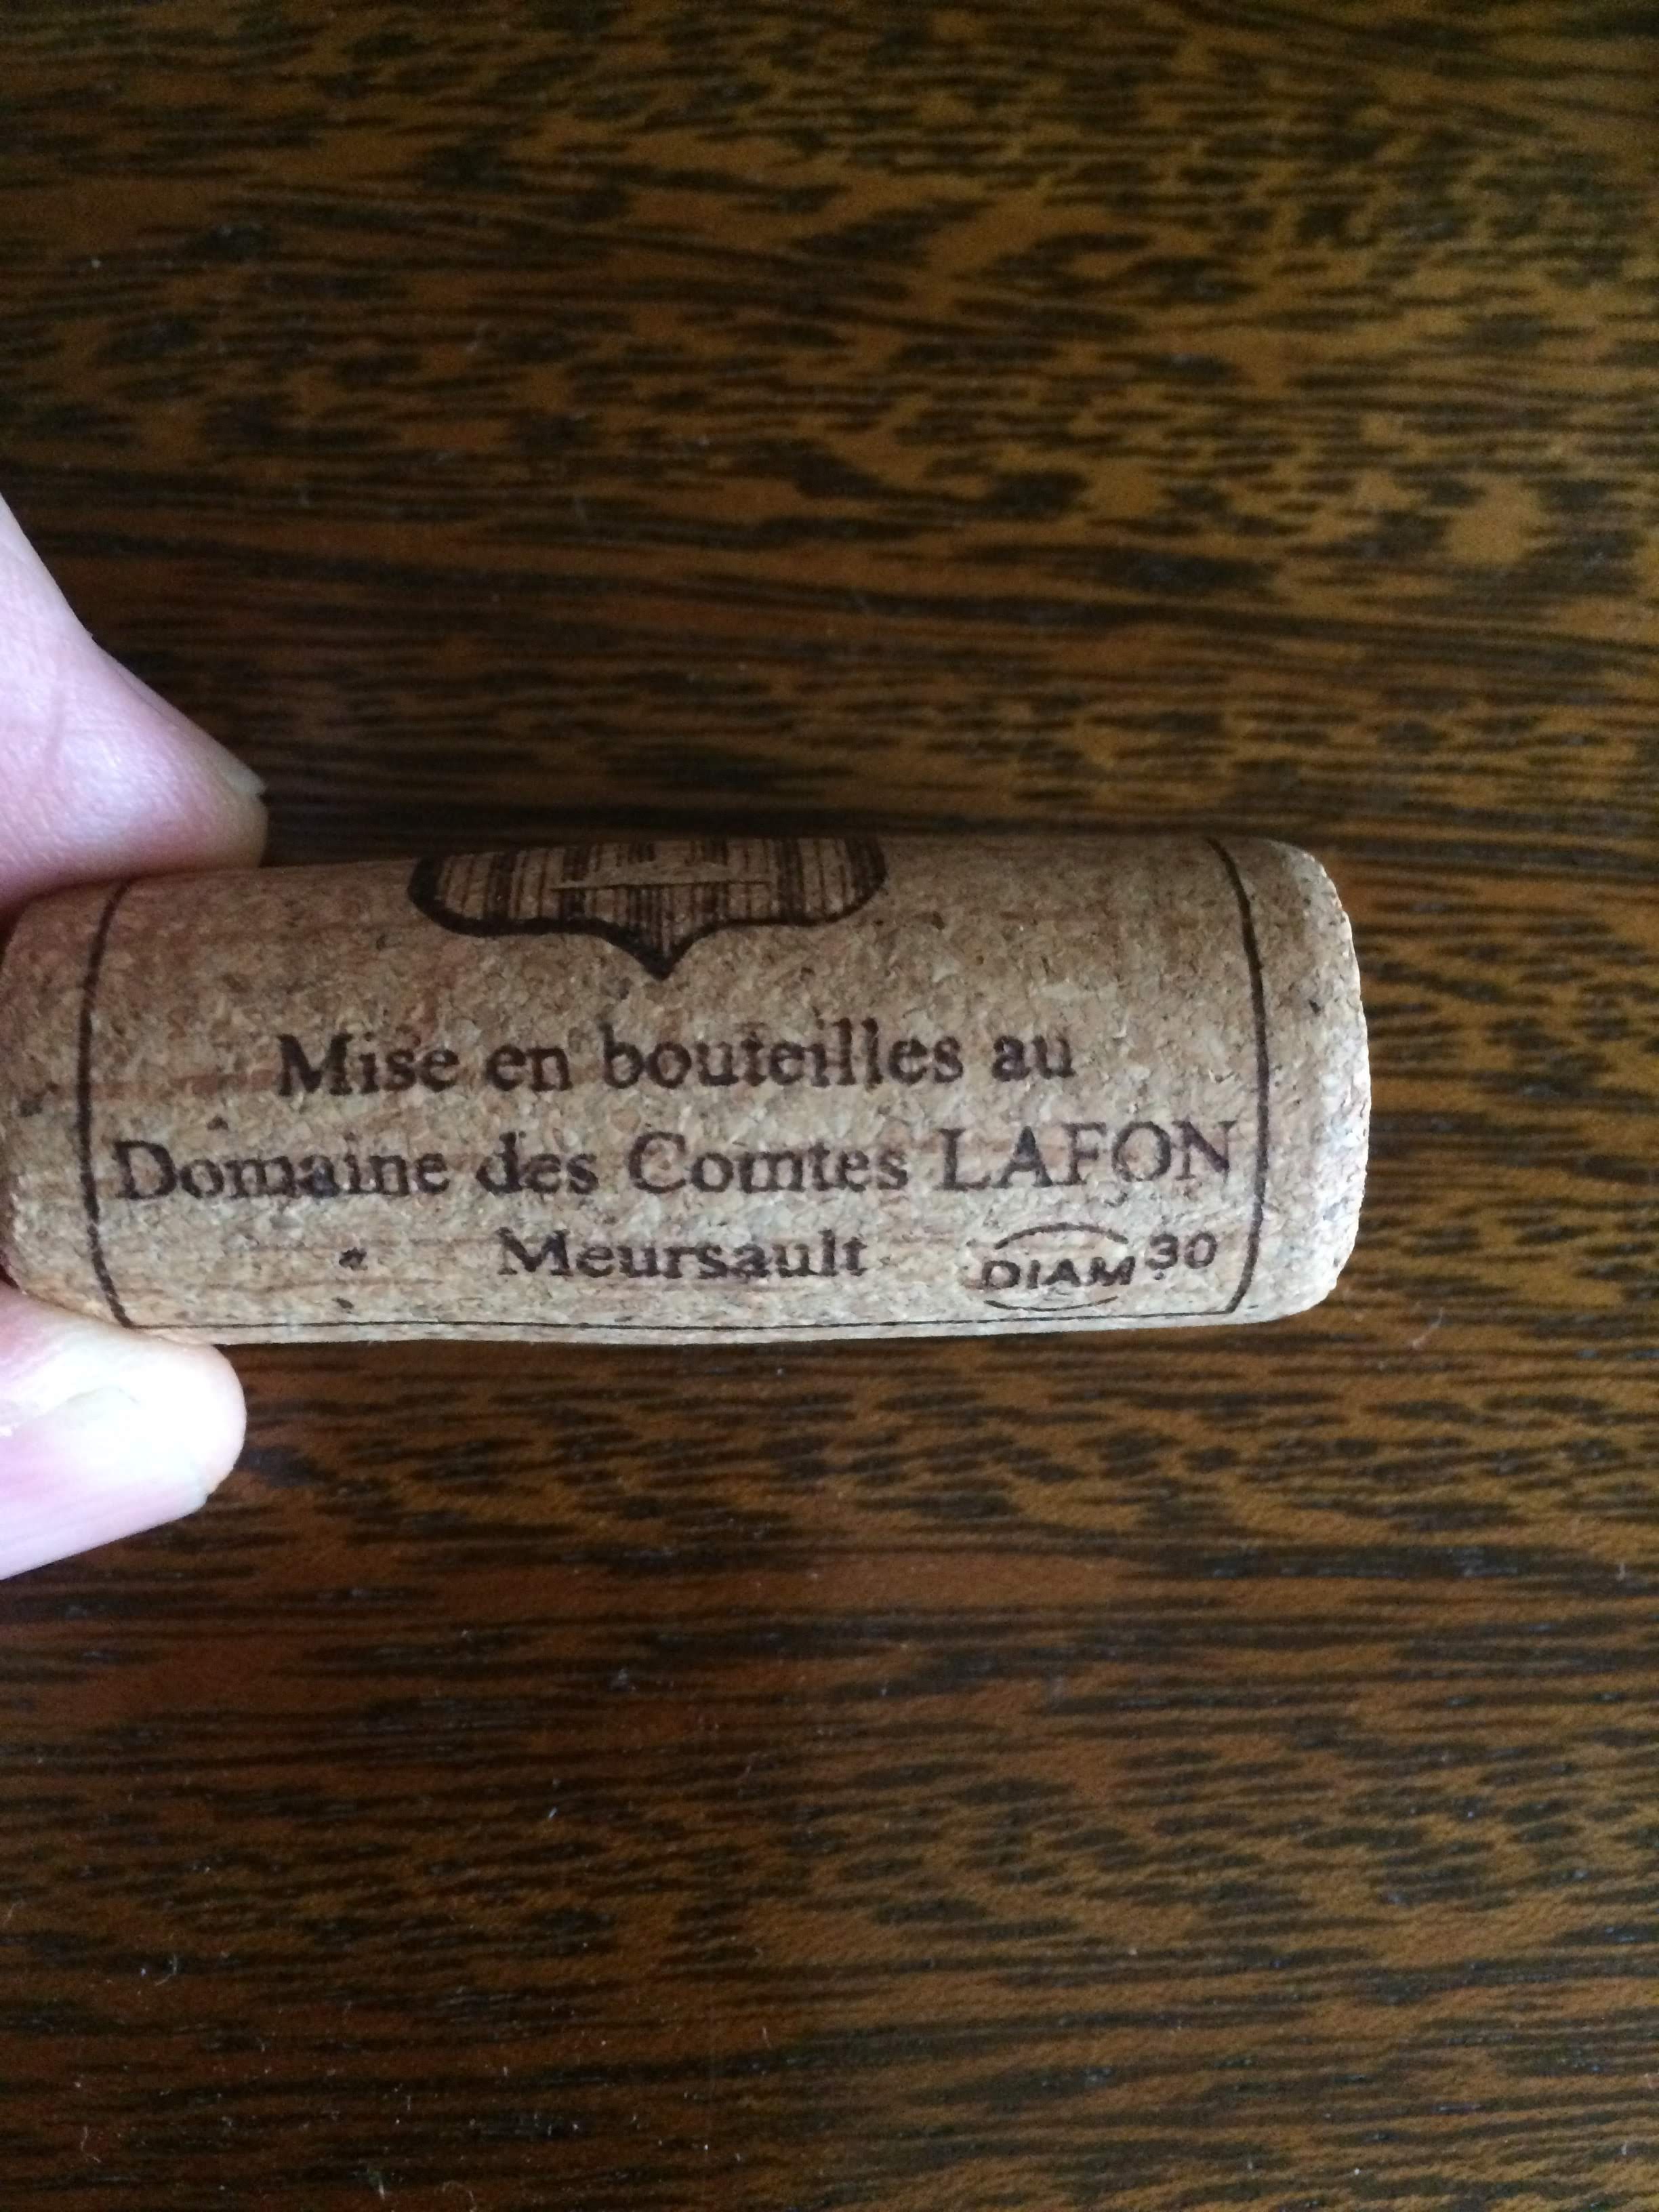 Mise en bouteilles au
Domaine des Comtes LAFON
Meursault DIAM 30